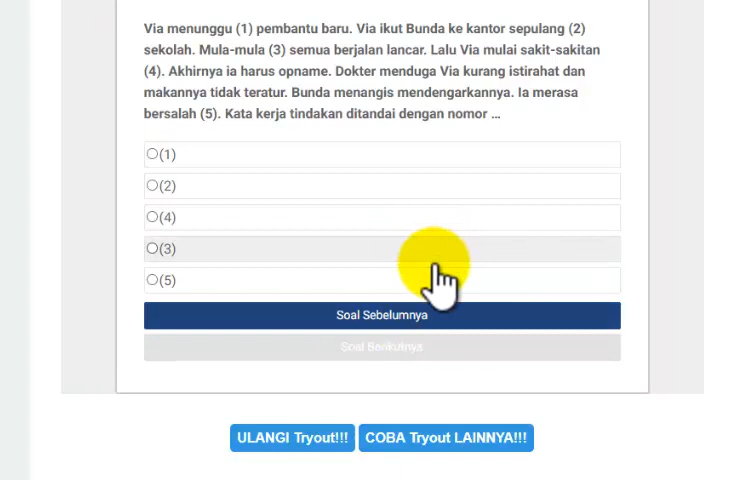 Via menunggu (1) pembantu baru. Via ikut Bunda ke kantor sepulang (2)
sekolah. Mula-mula (3) semua berjalan lancar. Lalu Via mulai sakit-sakitan
(4). Akhirnya ia harus opname. Dokter menduga Via kurang istirahat dan
makannya tidak teratur. Bunda menangis mendengarkannya. Ia merasa
bersalah (5). Kata kerja tindakan ditandai dengan nomor ...
(1)
(2)
(4)
(3)
(5)
Soal Sebelumnya
Soal Berikutnya
ULANGI Tryout!!! COBA Tryout LAINNYA!!!